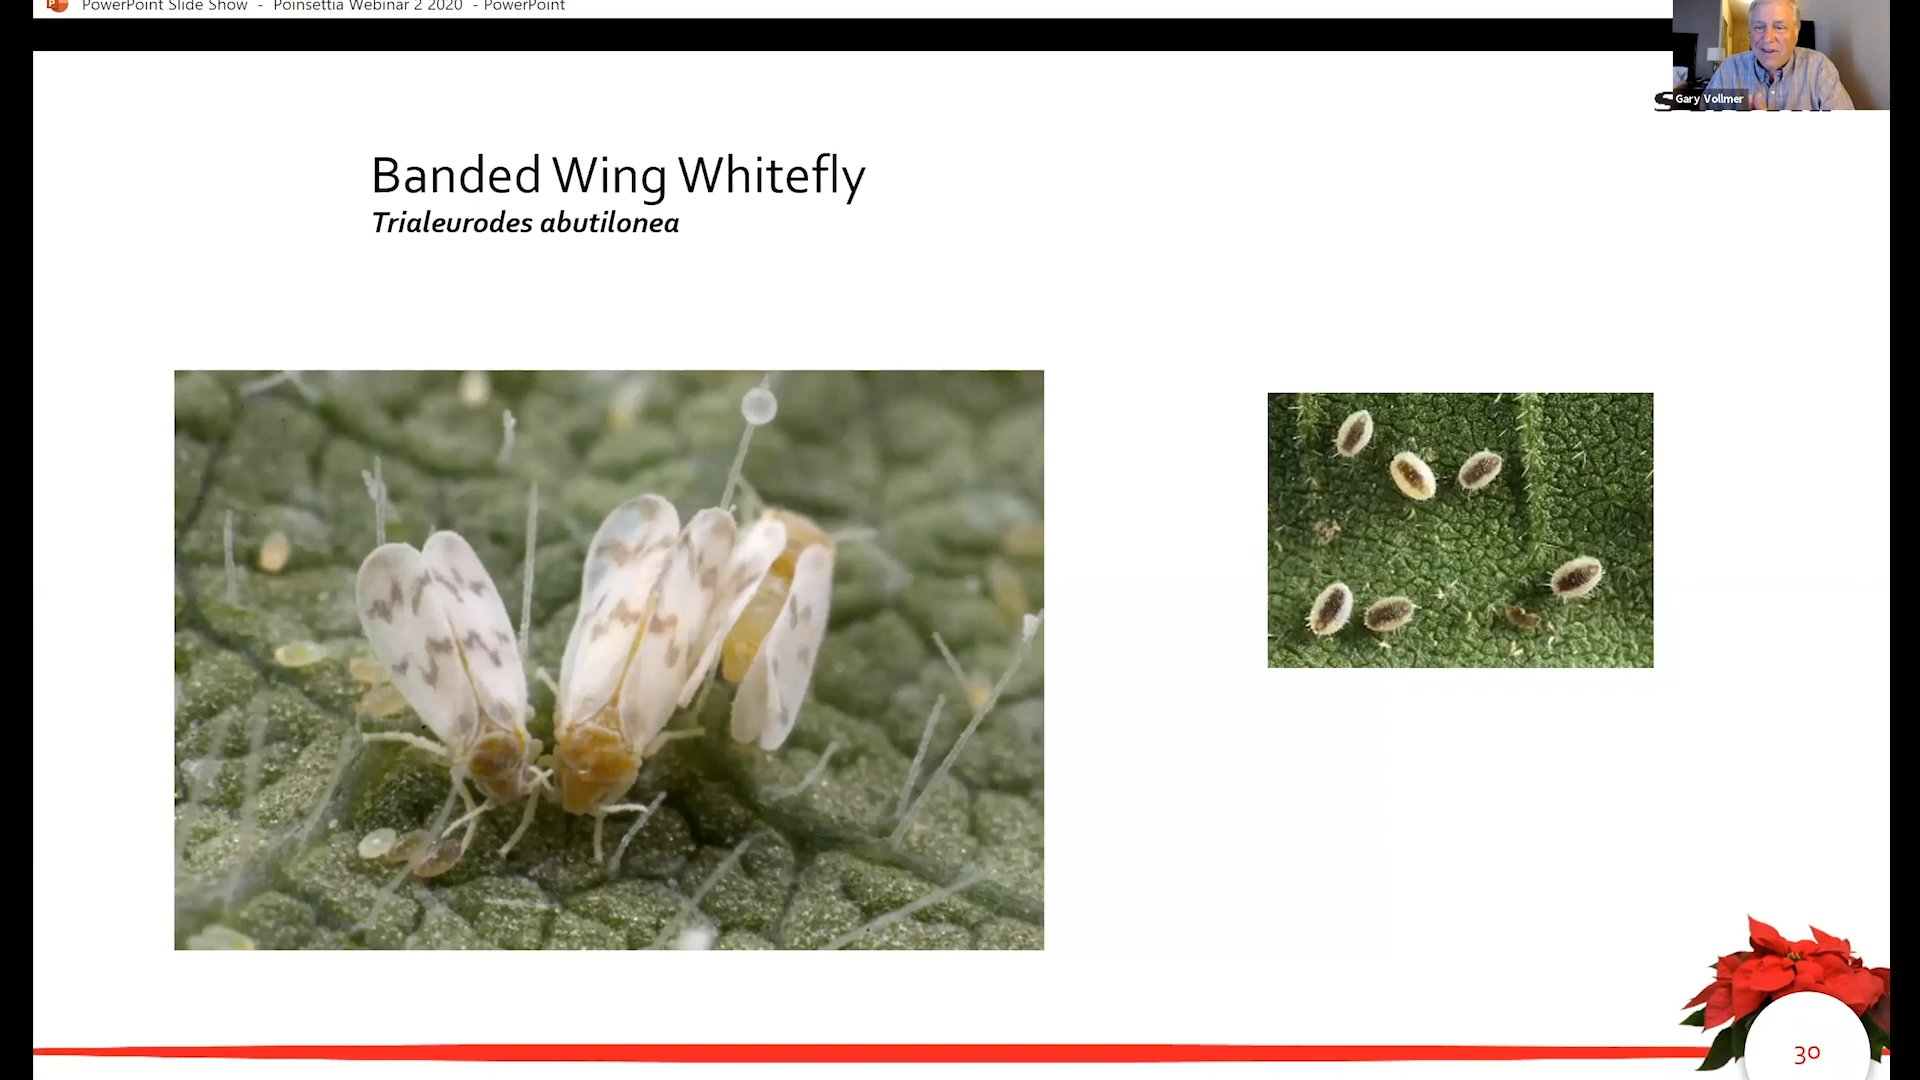 PowerPoint Slide Show - Poinsettia Webinar 2 2020 - PowerPoint
Gary Vollmer
Banded Wing Whitefly
Trialeurodes abutilonea
30